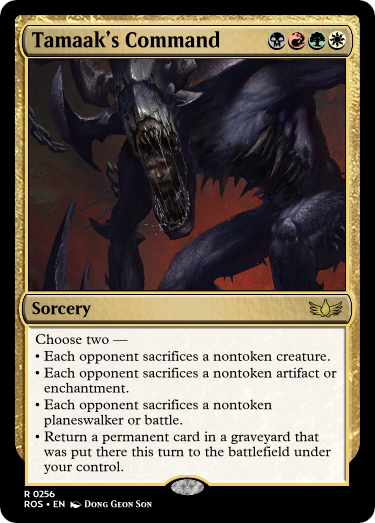 Tamaak's Command
Sorcery
Choose two —
• Each opponent sacrifices a nontoken creature.
• Each opponent sacrifices a nontoken artifact or
enchantment.
• Each opponent sacrifices a nontoken
planeswalker or battle.
• Return a permanent card in a graveyard that
was put there this turn to the battlefield under
your control.
R 0256
ROS • EN Dong Geon Son